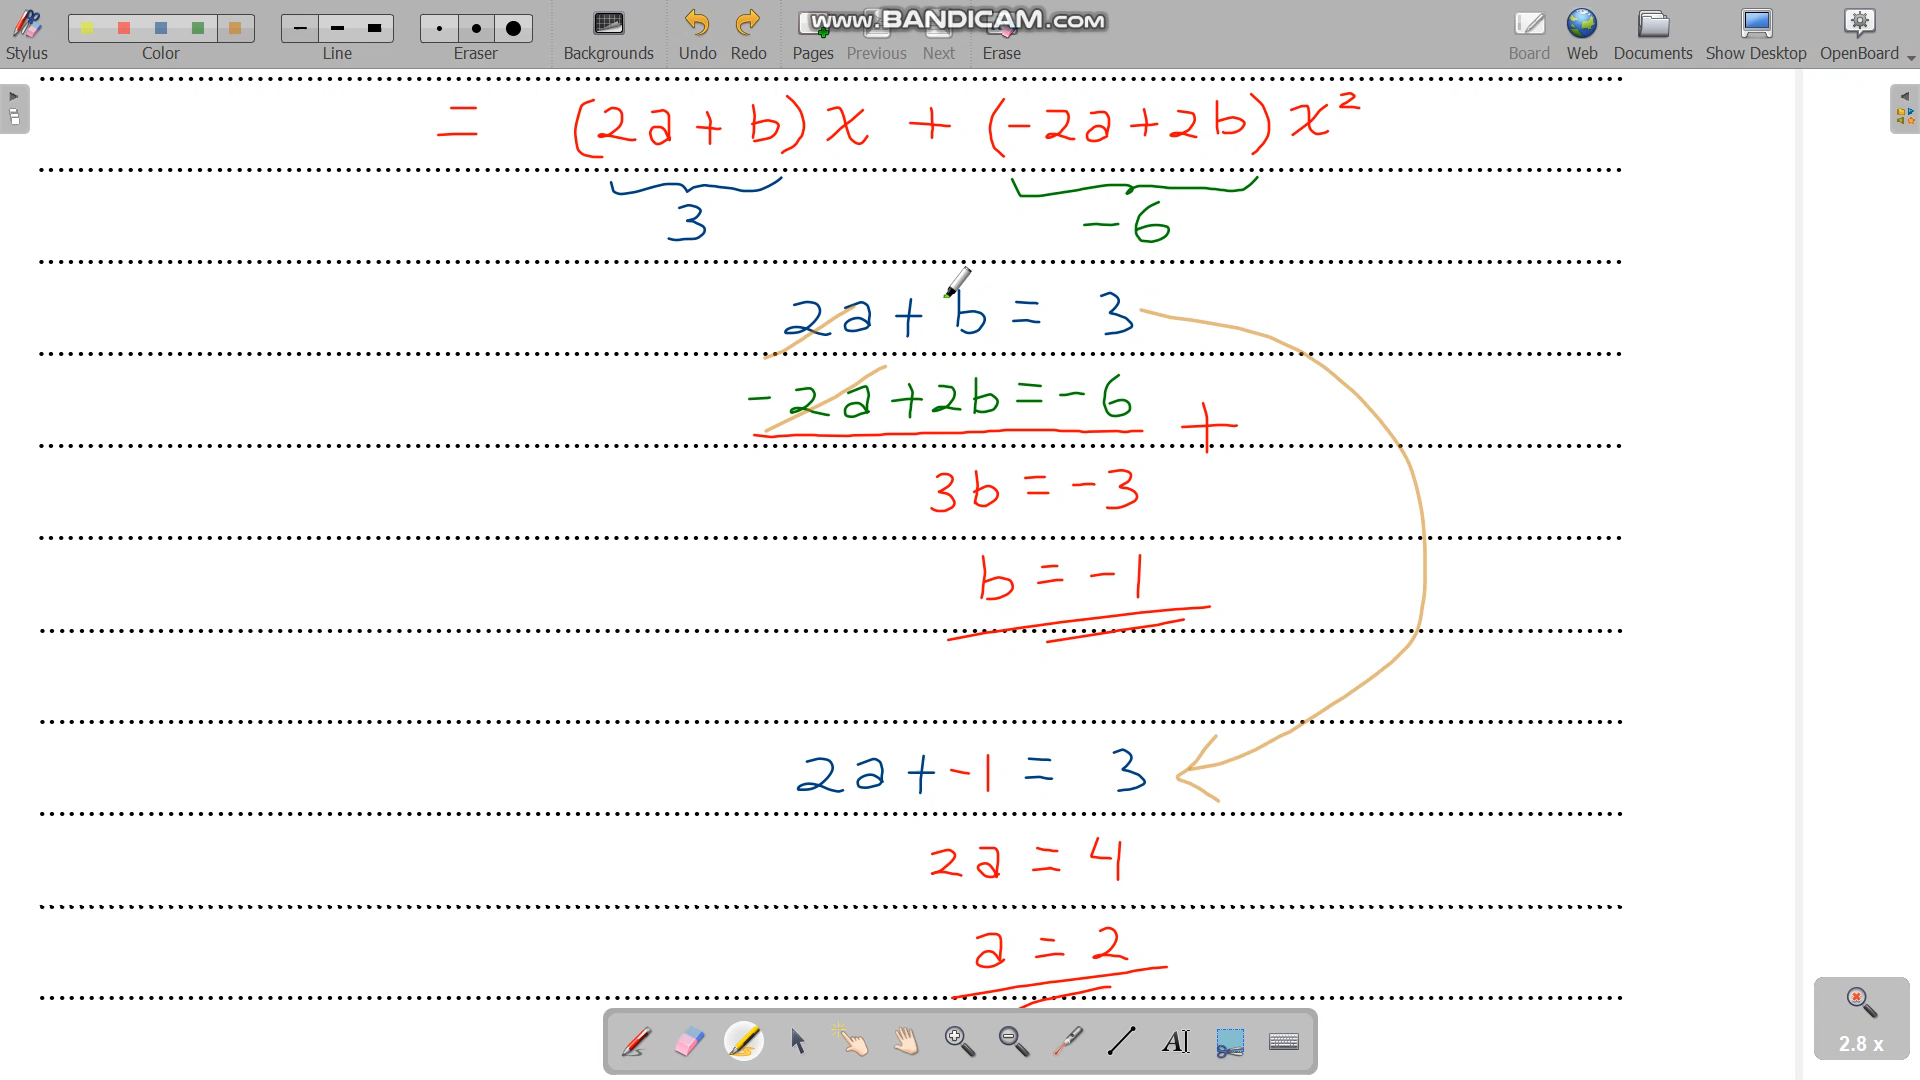 www.BANDICAM.com
Stylus Color Line Eraser Backgrounds Undo Redo Pages Previous Next Erase Board Web Documents Show Desktop OpenBoard
= (2a + b) x + (-2a + 2b) x²
3 -6
2a + b = 3
-2a + 2b = -6 +
3b = -3
b = -1
2a + -1 = 3
2a = 4
a = 2
AI
2.8 x